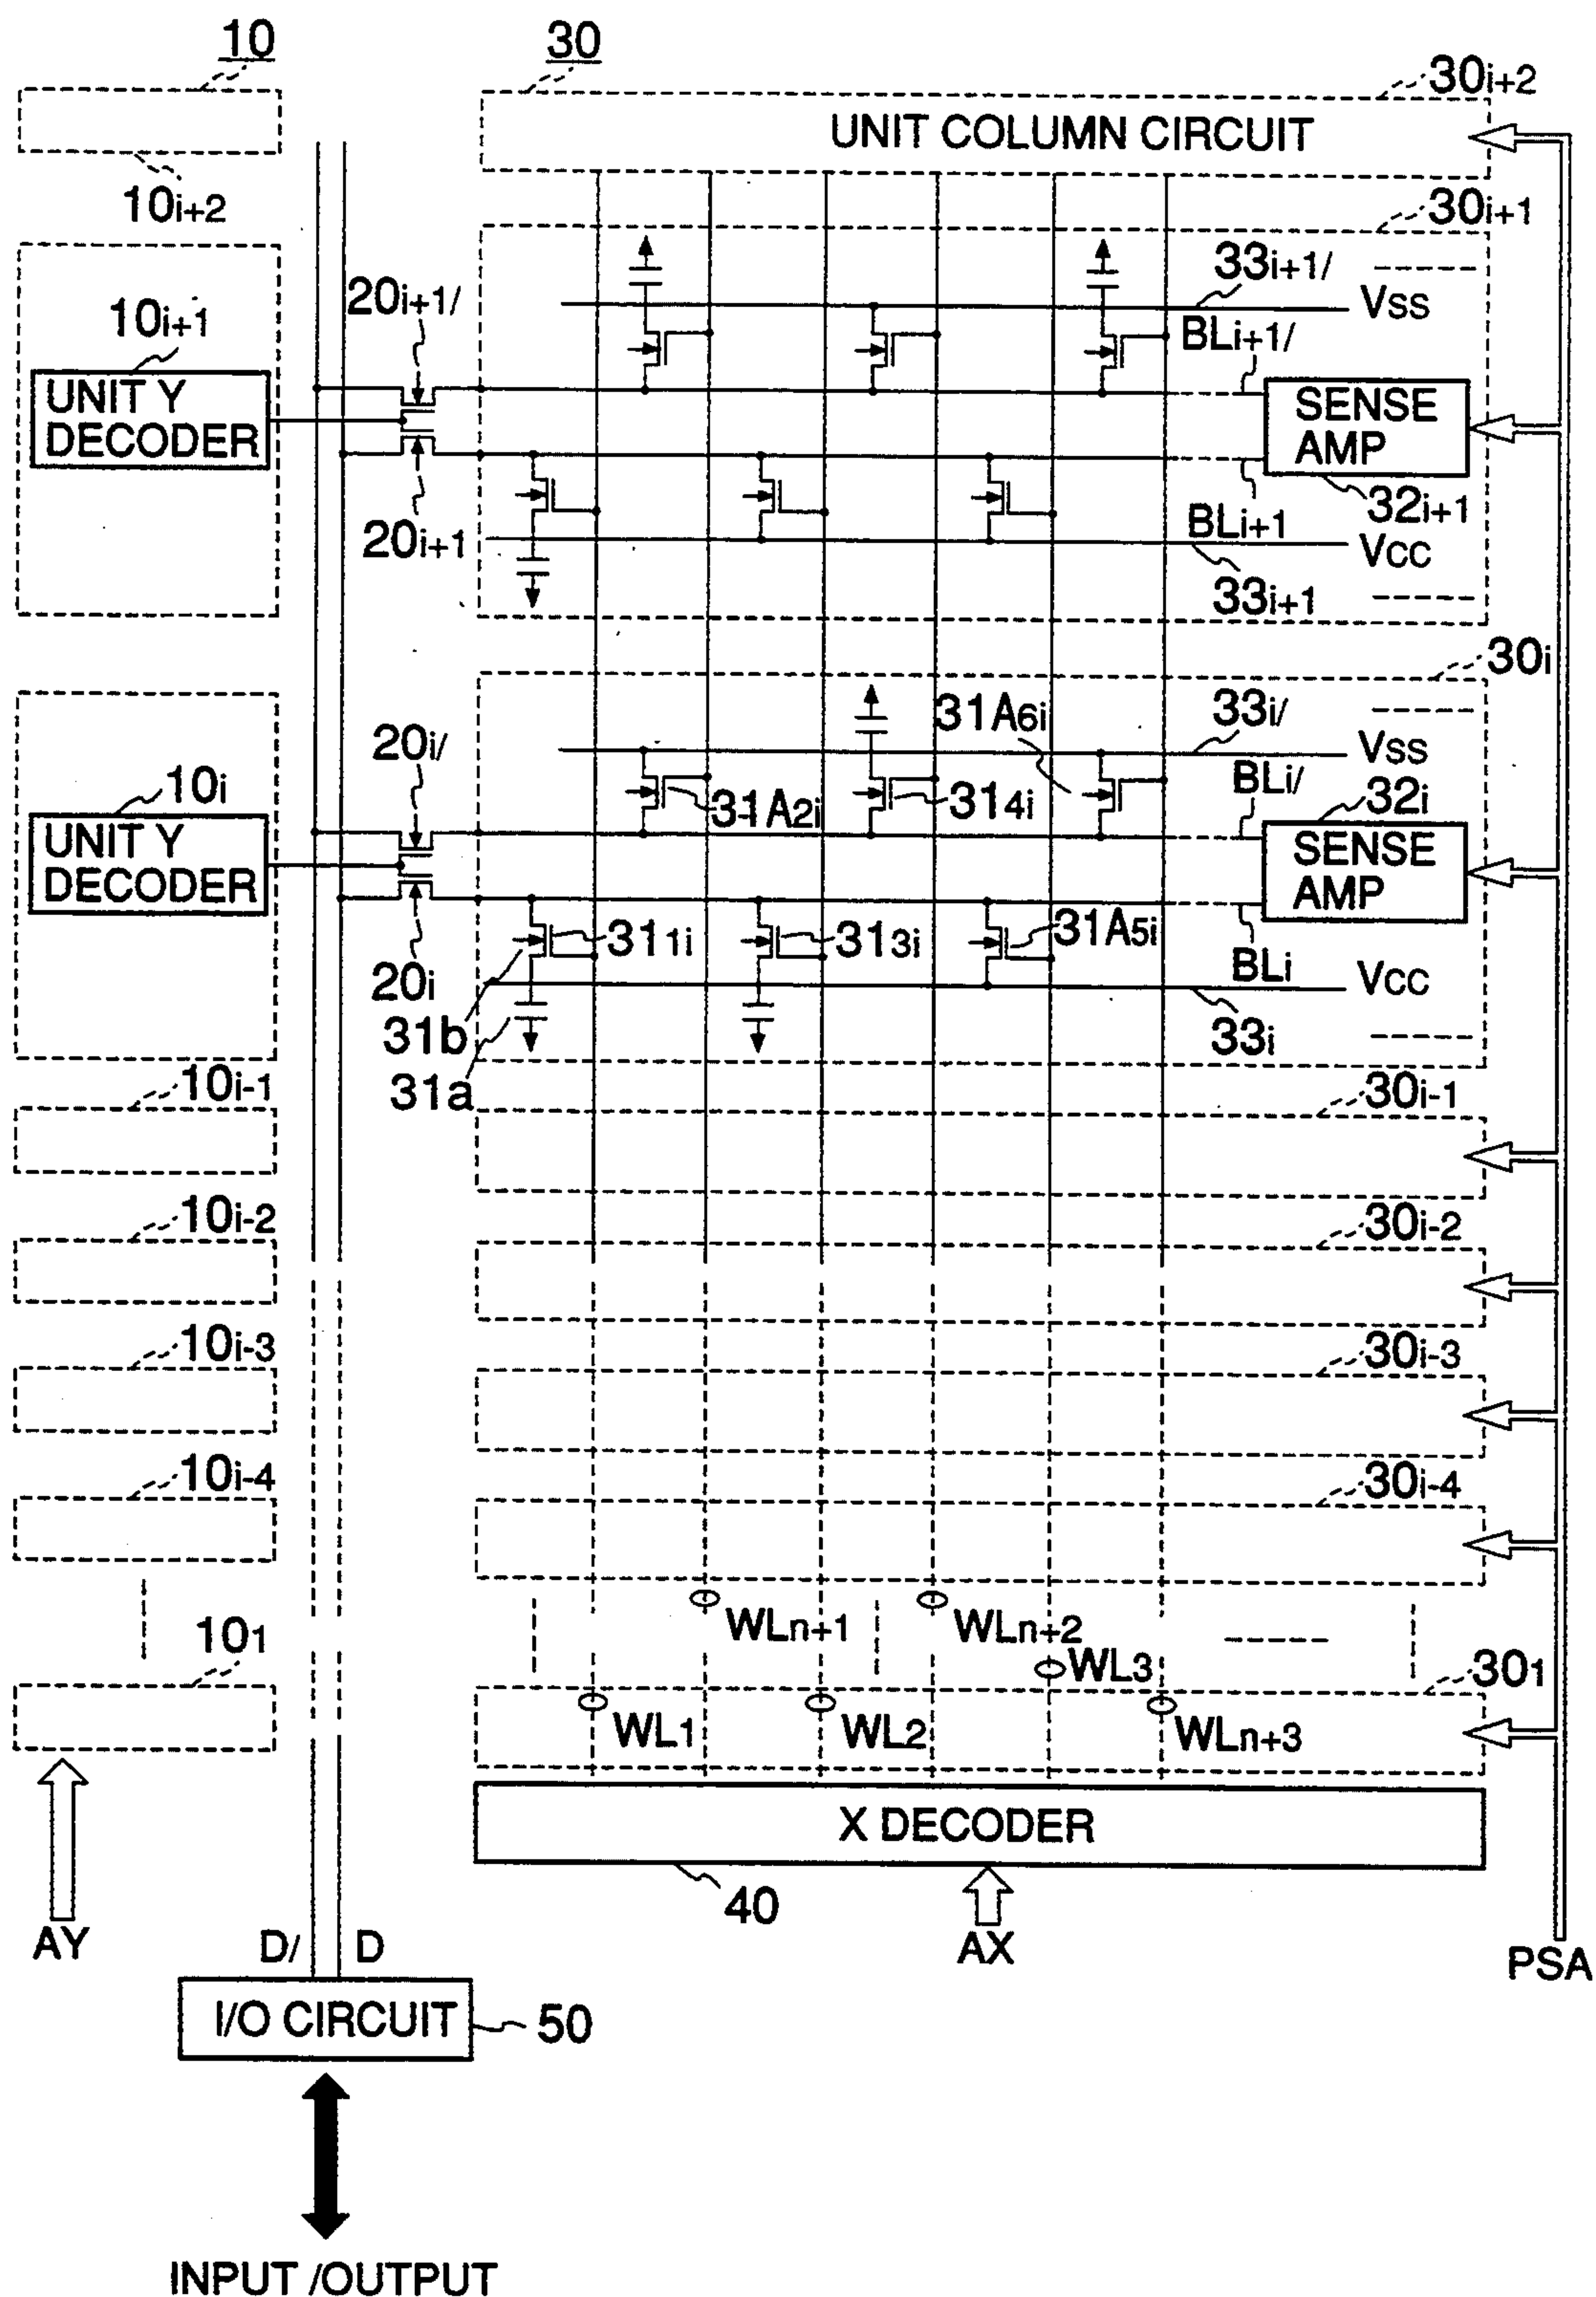 10
30
30i+2
UNIT COLUMN CIRCUIT
10i+2
30i+1
33i+1/
20i+1/
VSS
10i+1
BLi+1/
UNIT Y
DECODER
SENSE
AMP
20i+1
BLi+1
32i+1
VCC
33i+1
30i
31A6i
33i/
20i/
VSS
10i
BLi/
32i
31A2i
314i
UNIT Y
DECODER
SENSE
AMP
311i
313i
31A5i
20i
BLi
VCC
31b
33i
31a
10i-1
30i-1
10i-2
30i-2
10i-3
30i-3
10i-4
30i-4
WLn+1
WLn+2
101
WL3
301
WL1
WL2
WLn+3
X DECODER
40
AY
D/
D
AX
PSA
I/O CIRCUIT
50
INPUT /OUTPUT